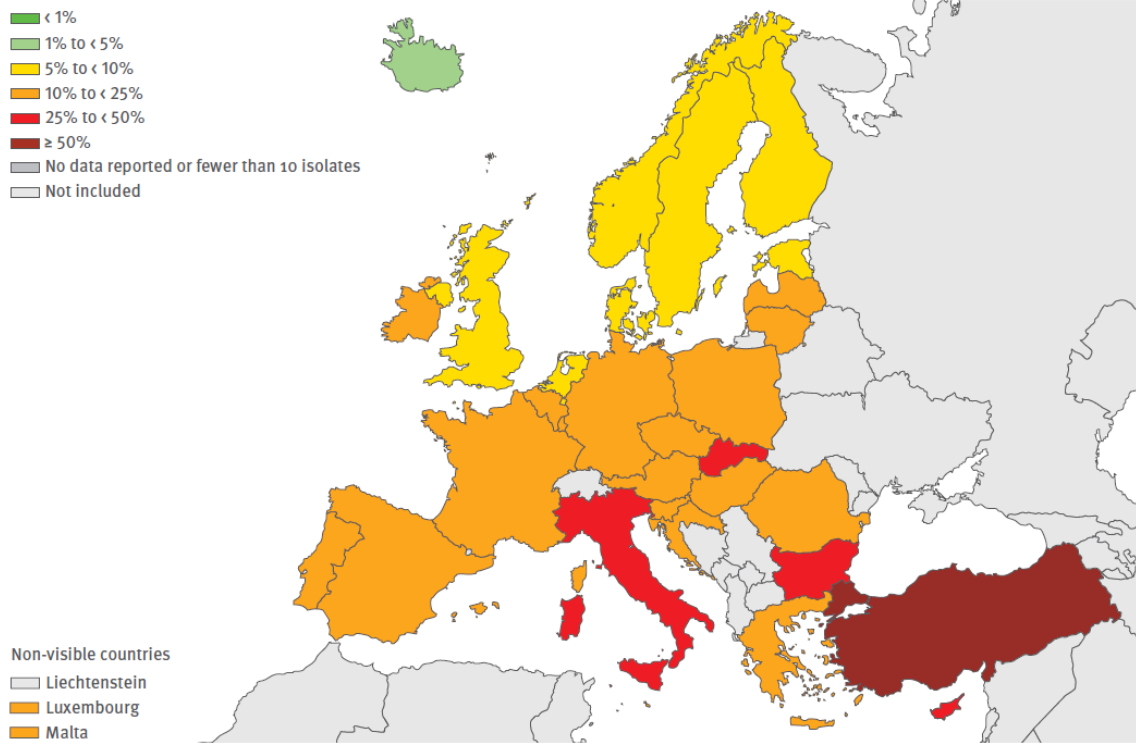 < 1%
1% to < 5%
5% to < 10%
10% to < 25%
25% to < 50%
≥ 50%
No data reported or fewer than 10 isolates
Not included
Non-visible countries
Liechtenstein
Luxembourg
Malta